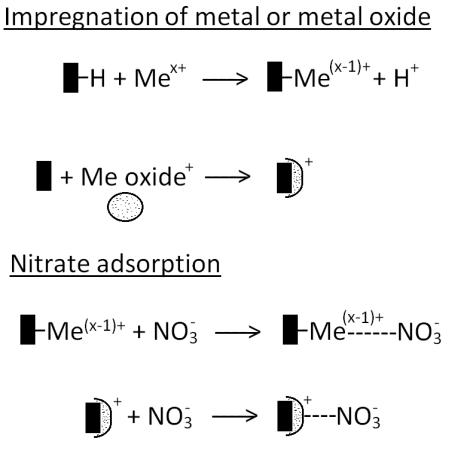 Impregnation of metal or metal oxide
H + Meˣ⁺ ⟶ Me⁽ˣ⁻¹⁾⁺ + H⁺
+ Me oxide⁺ ⟶ ⁺
Nitrate adsorption
Me⁽ˣ⁻¹⁾⁺ + NO₃⁻ ⟶ Me⁽ˣ⁻¹⁾⁺------NO₃⁻
⁺ + NO₃⁻ ⟶ ⁺----NO₃⁻